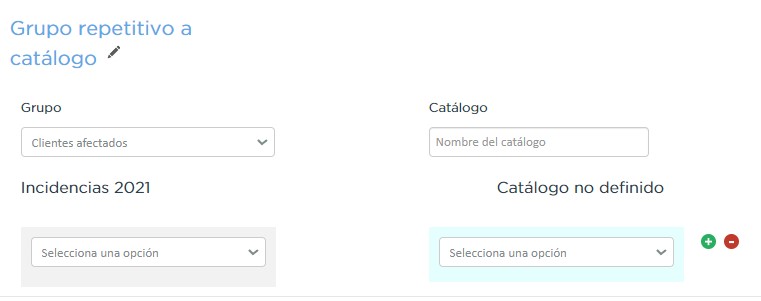 Grupo repetitivo a
catálogo
Grupo
Catálogo
Clientes afectados
Nombre del catálogo
Incidencias 2021
Catálogo no definido
Selecciona una opción
Selecciona una opción